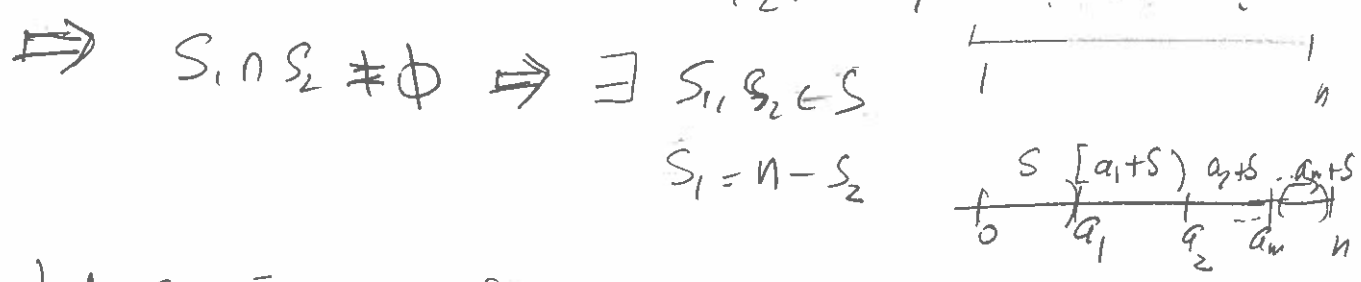 ⇒ S₁ ∩ S₂ ≠ ϕ ⇒ ∃ S₁, S₂ ∈ S
1 n
S₁ = n - S₂
S [a₁+S) a₂+S ... aₘ+S
0 a₁ a₂ -- aₘ n